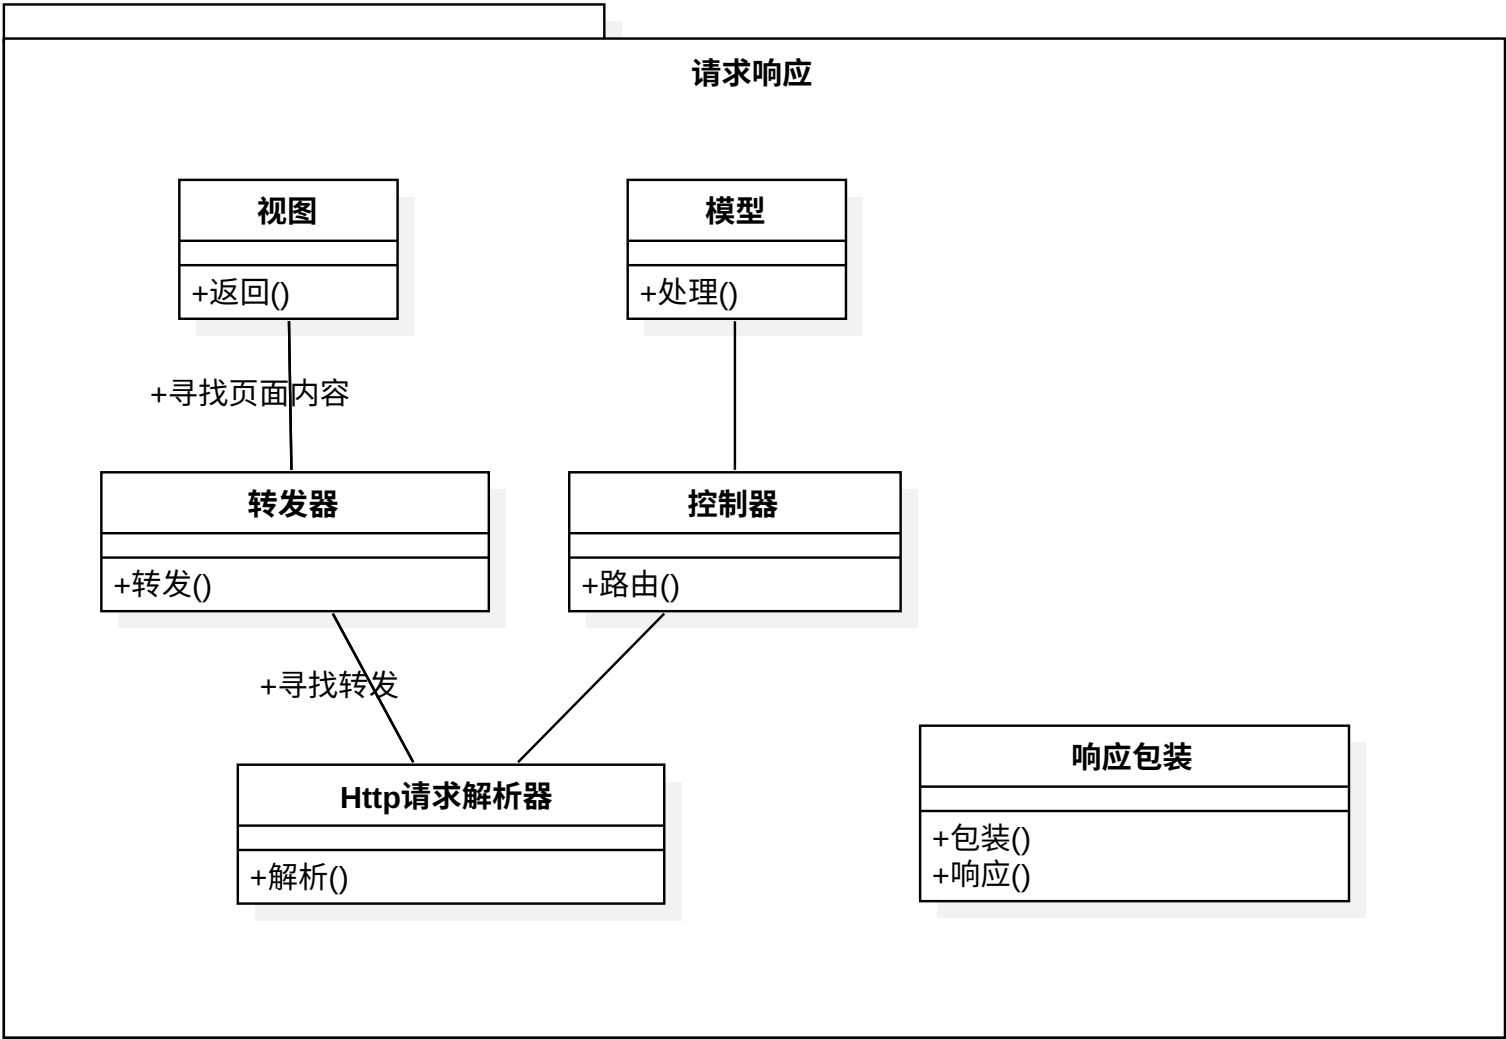 请求响应
视图
+返回()
模型
+处理()
+寻找页面内容
转发器
+转发()
控制器
+路由()
+寻找转发
Http请求解析器
+解析()
响应包装
+包装()
+响应()